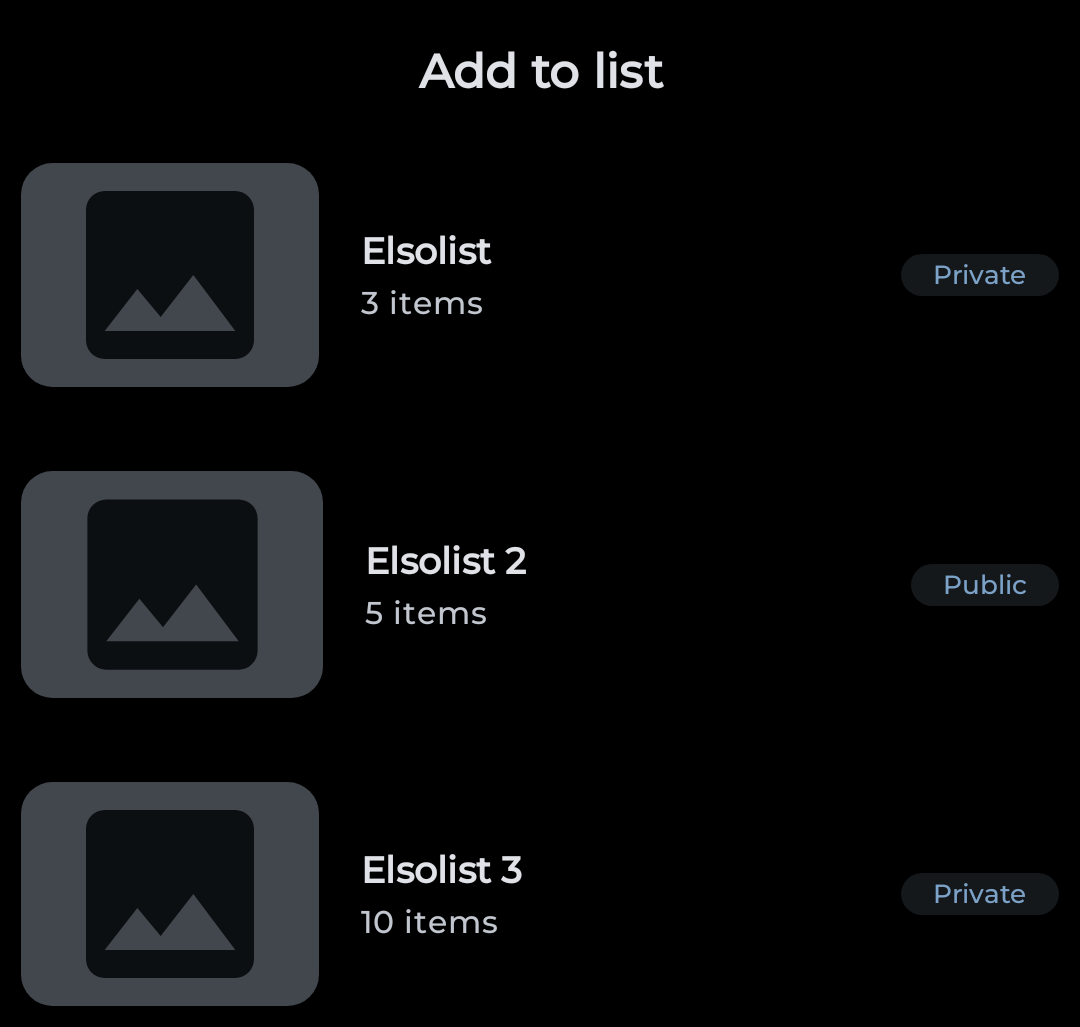 Add to list
Elsolist
3 items
Private
Elsolist 2
5 items
Public
Elsolist 3
10 items
Private